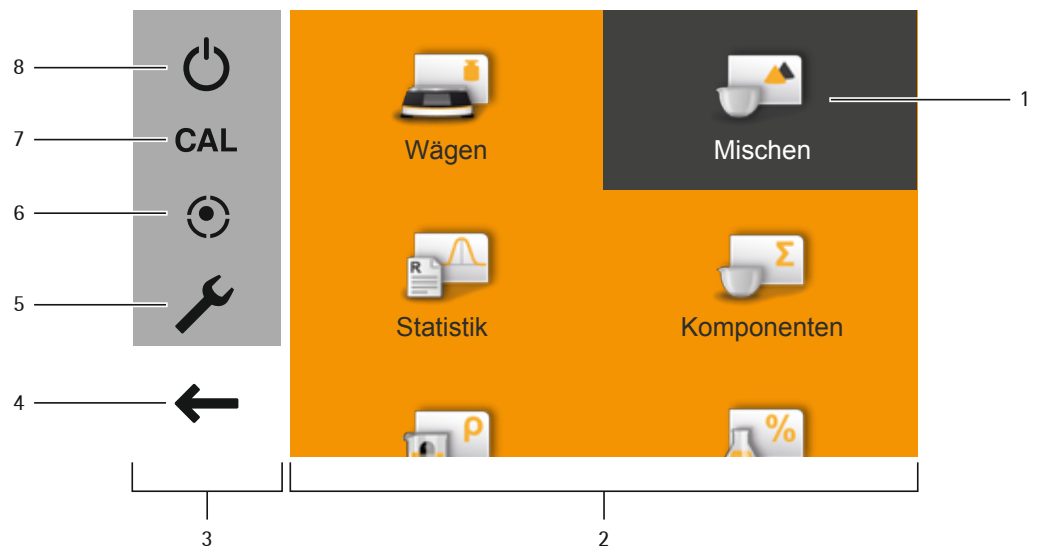 8
7
6
5
4
CAL
Wägen
Mischen
1
R
Σ
Statistik
Komponenten
ρ
%
3
2